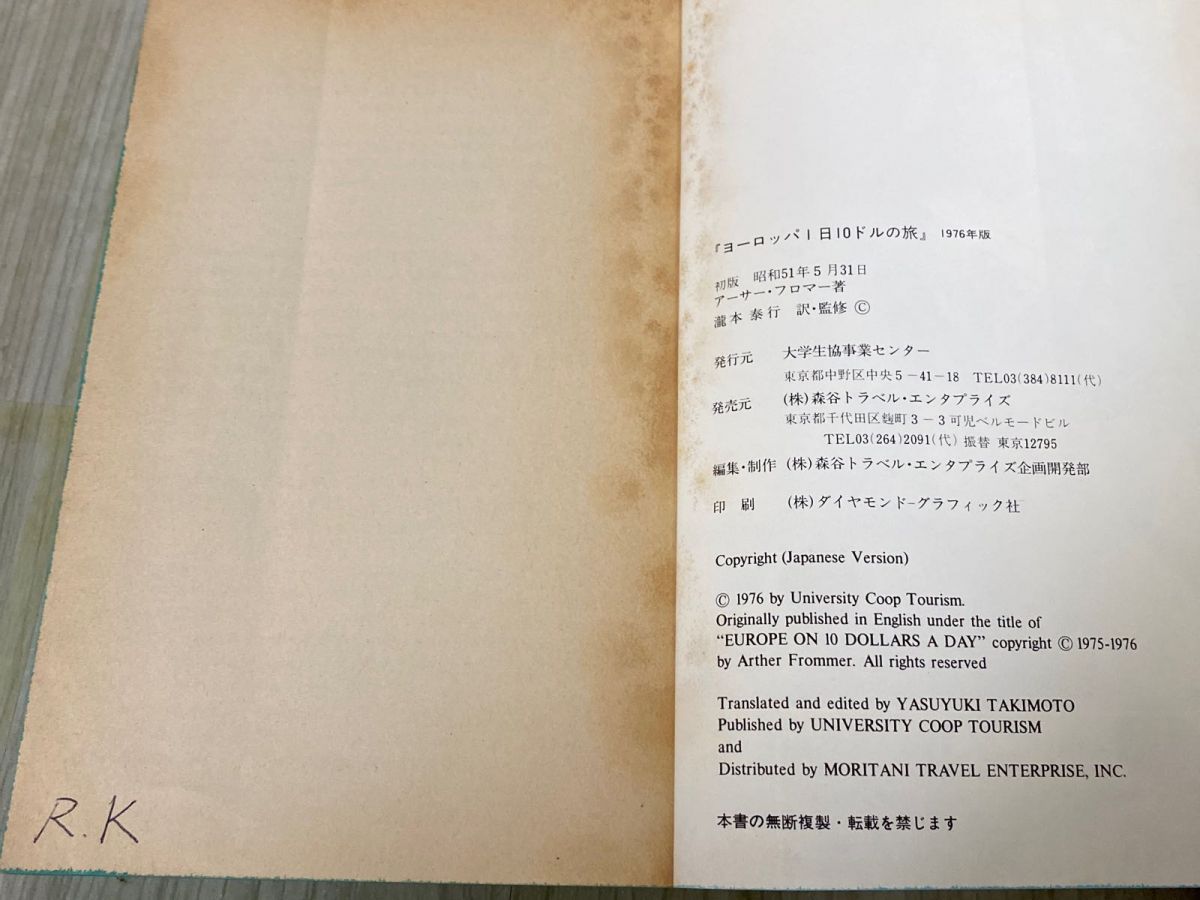 R.K
『ヨーロッパ1日10ドルの旅』 1976年版
初版 昭和51年5月31日
アーサー・フロマー著
瀧本 泰行 訳・監修 ©
発行元 大学生協事業センター
東京都中野区中央5-41-18 TEL03(384)8111(代)
発売元 (株)森谷トラベル・エンタプライズ
東京都千代田区麹町3-3可児ベルモードビル
TEL03(264)2091(代) 振替 東京12795
編集・制作 (株)森谷トラベル・エンタプライズ企画開発部
印刷 (株)ダイヤモンド-グラフィック社
Copyright (Japanese Version)
© 1976 by University Coop Tourism.
Originally published in English under the title of
“EUROPE ON 10 DOLLARS A DAY” copyright © 1975-1976
by Arther Frommer. All rights reserved
Translated and edited by YASUYUKI TAKIMOTO
Published by UNIVERSITY COOP TOURISM
and
Distributed by MORITANI TRAVEL ENTERPRISE, INC.
本書の無断複製・転載を禁じます